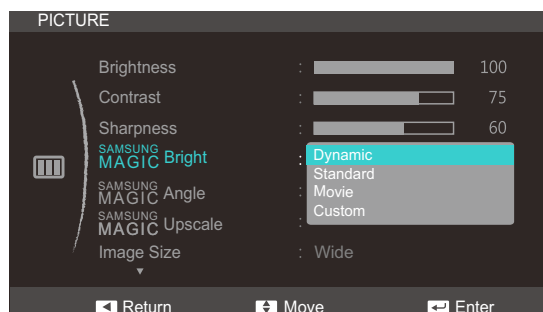 PICTURE
Brightness : 100
Contrast : 75
Sharpness : 60
SAMSUNG MAGIC Bright : Dynamic
Standard
Movie
Custom
SAMSUNG MAGIC Angle :
SAMSUNG MAGIC Upscale :
Image Size : Wide
Return Move Enter